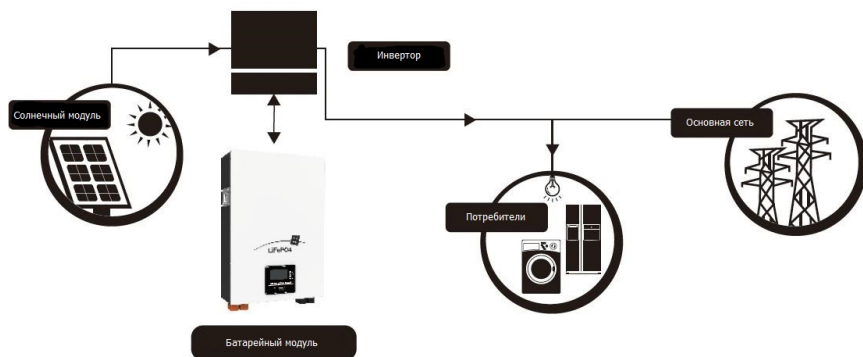 Инвертор
Солнечный модуль
Основная сеть
Потребители
LiFePO4
Батарейный модуль